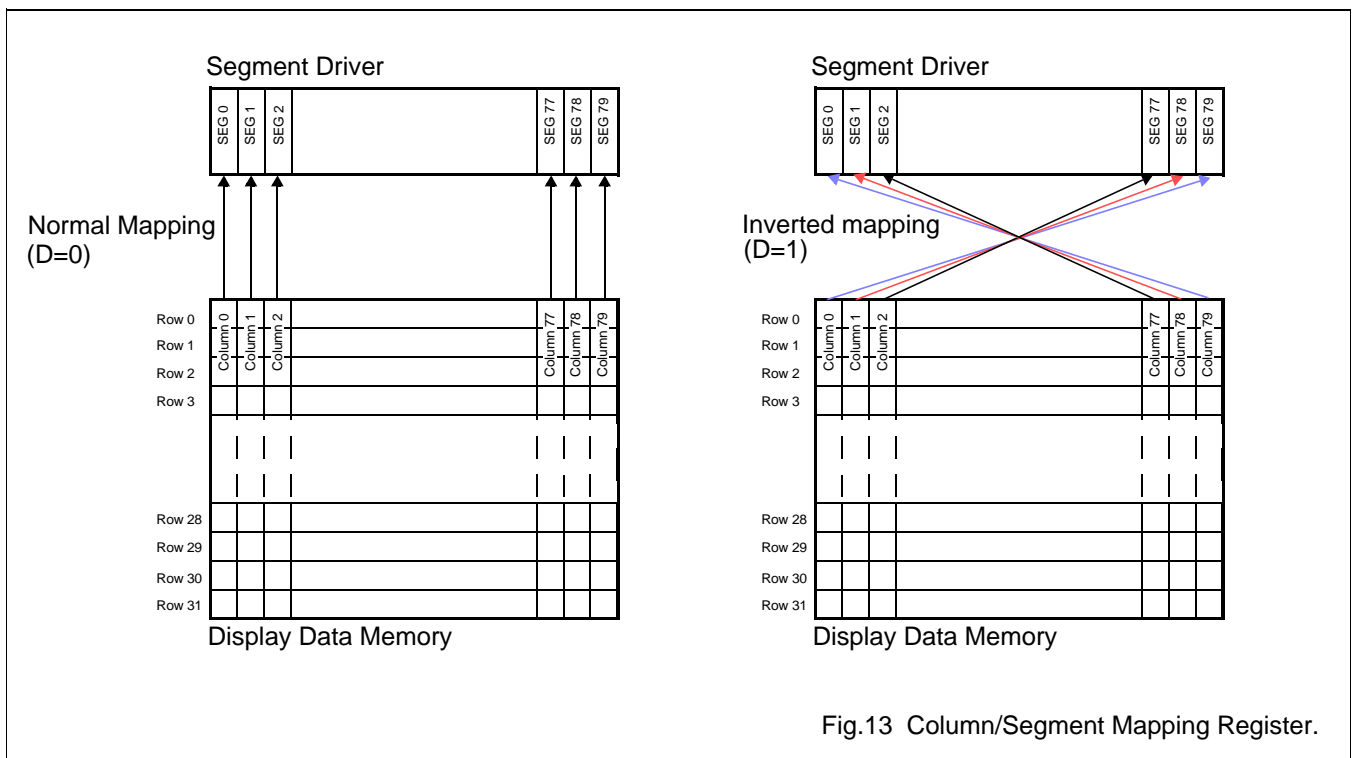 Segment Driver
SEG 0
SEG 1
SEG 2
SEG 77
SEG 78
SEG 79
Normal Mapping
(D=0)
Row 0
Row 1
Row 2
Row 3
Column 0
Column 1
Column 2
Column 77
Column 78
Column 79
Row 28
Row 29
Row 30
Row 31
Display Data Memory
Segment Driver
SEG 0
SEG 1
SEG 2
SEG 77
SEG 78
SEG 79
Inverted mapping
(D=1)
Row 0
Row 1
Row 2
Row 3
Column 0
Column 1
Column 2
Column 77
Column 78
Column 79
Row 28
Row 29
Row 30
Row 31
Display Data Memory
Fig.13 Column/Segment Mapping Register.